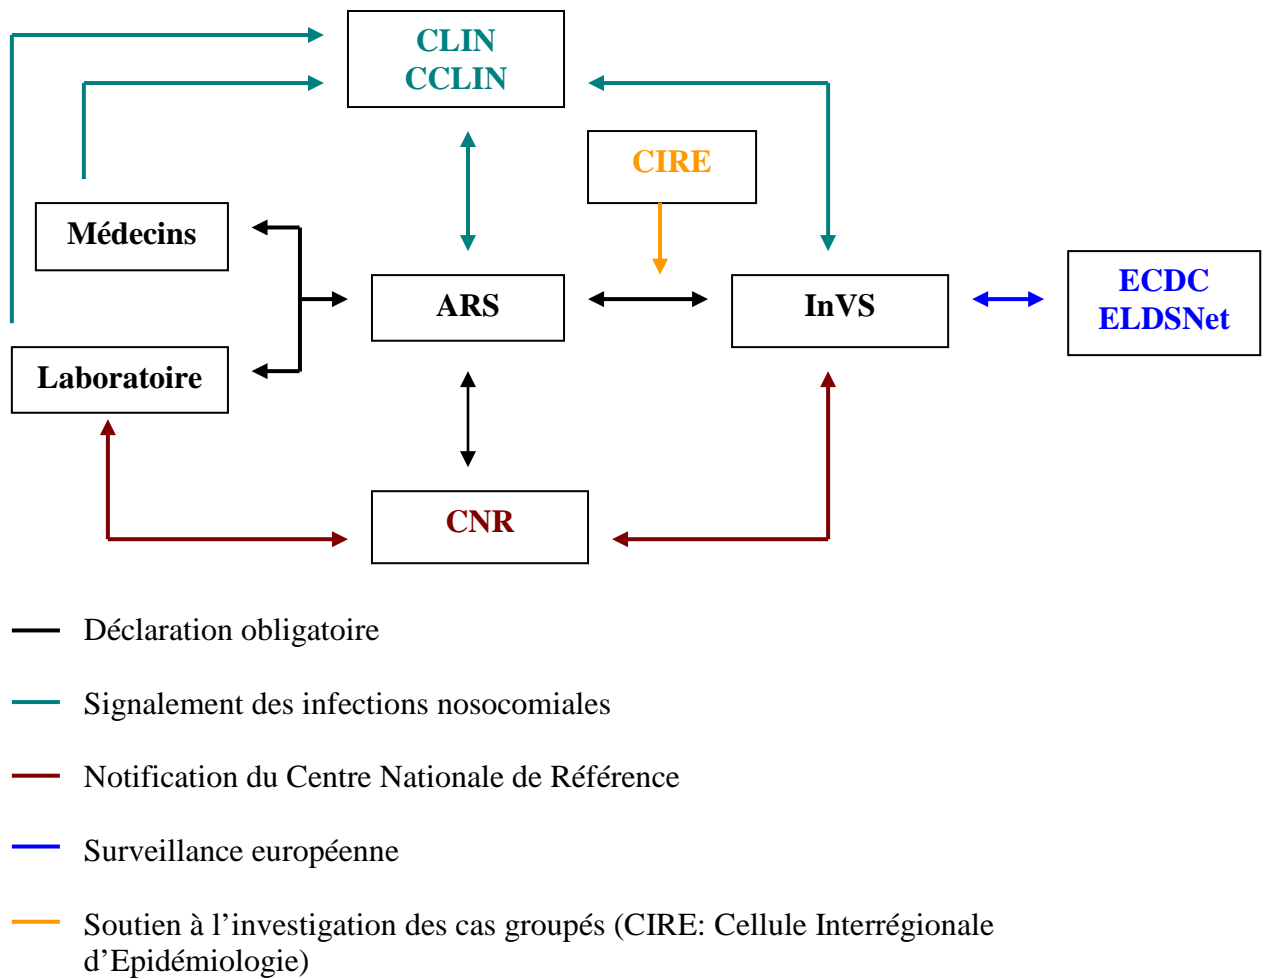 CLIN
CCLIN
CIRE
Médecins
ARS
InVS
ECDC
ELDSNet
Laboratoire
CNR
Déclaration obligatoire
Signalement des infections nosocomiales
Notification du Centre Nationale de Référence
Surveillance européenne
Soutien à l’investigation des cas groupés (CIRE: Cellule Interrégionale
d’Epidémiologie)